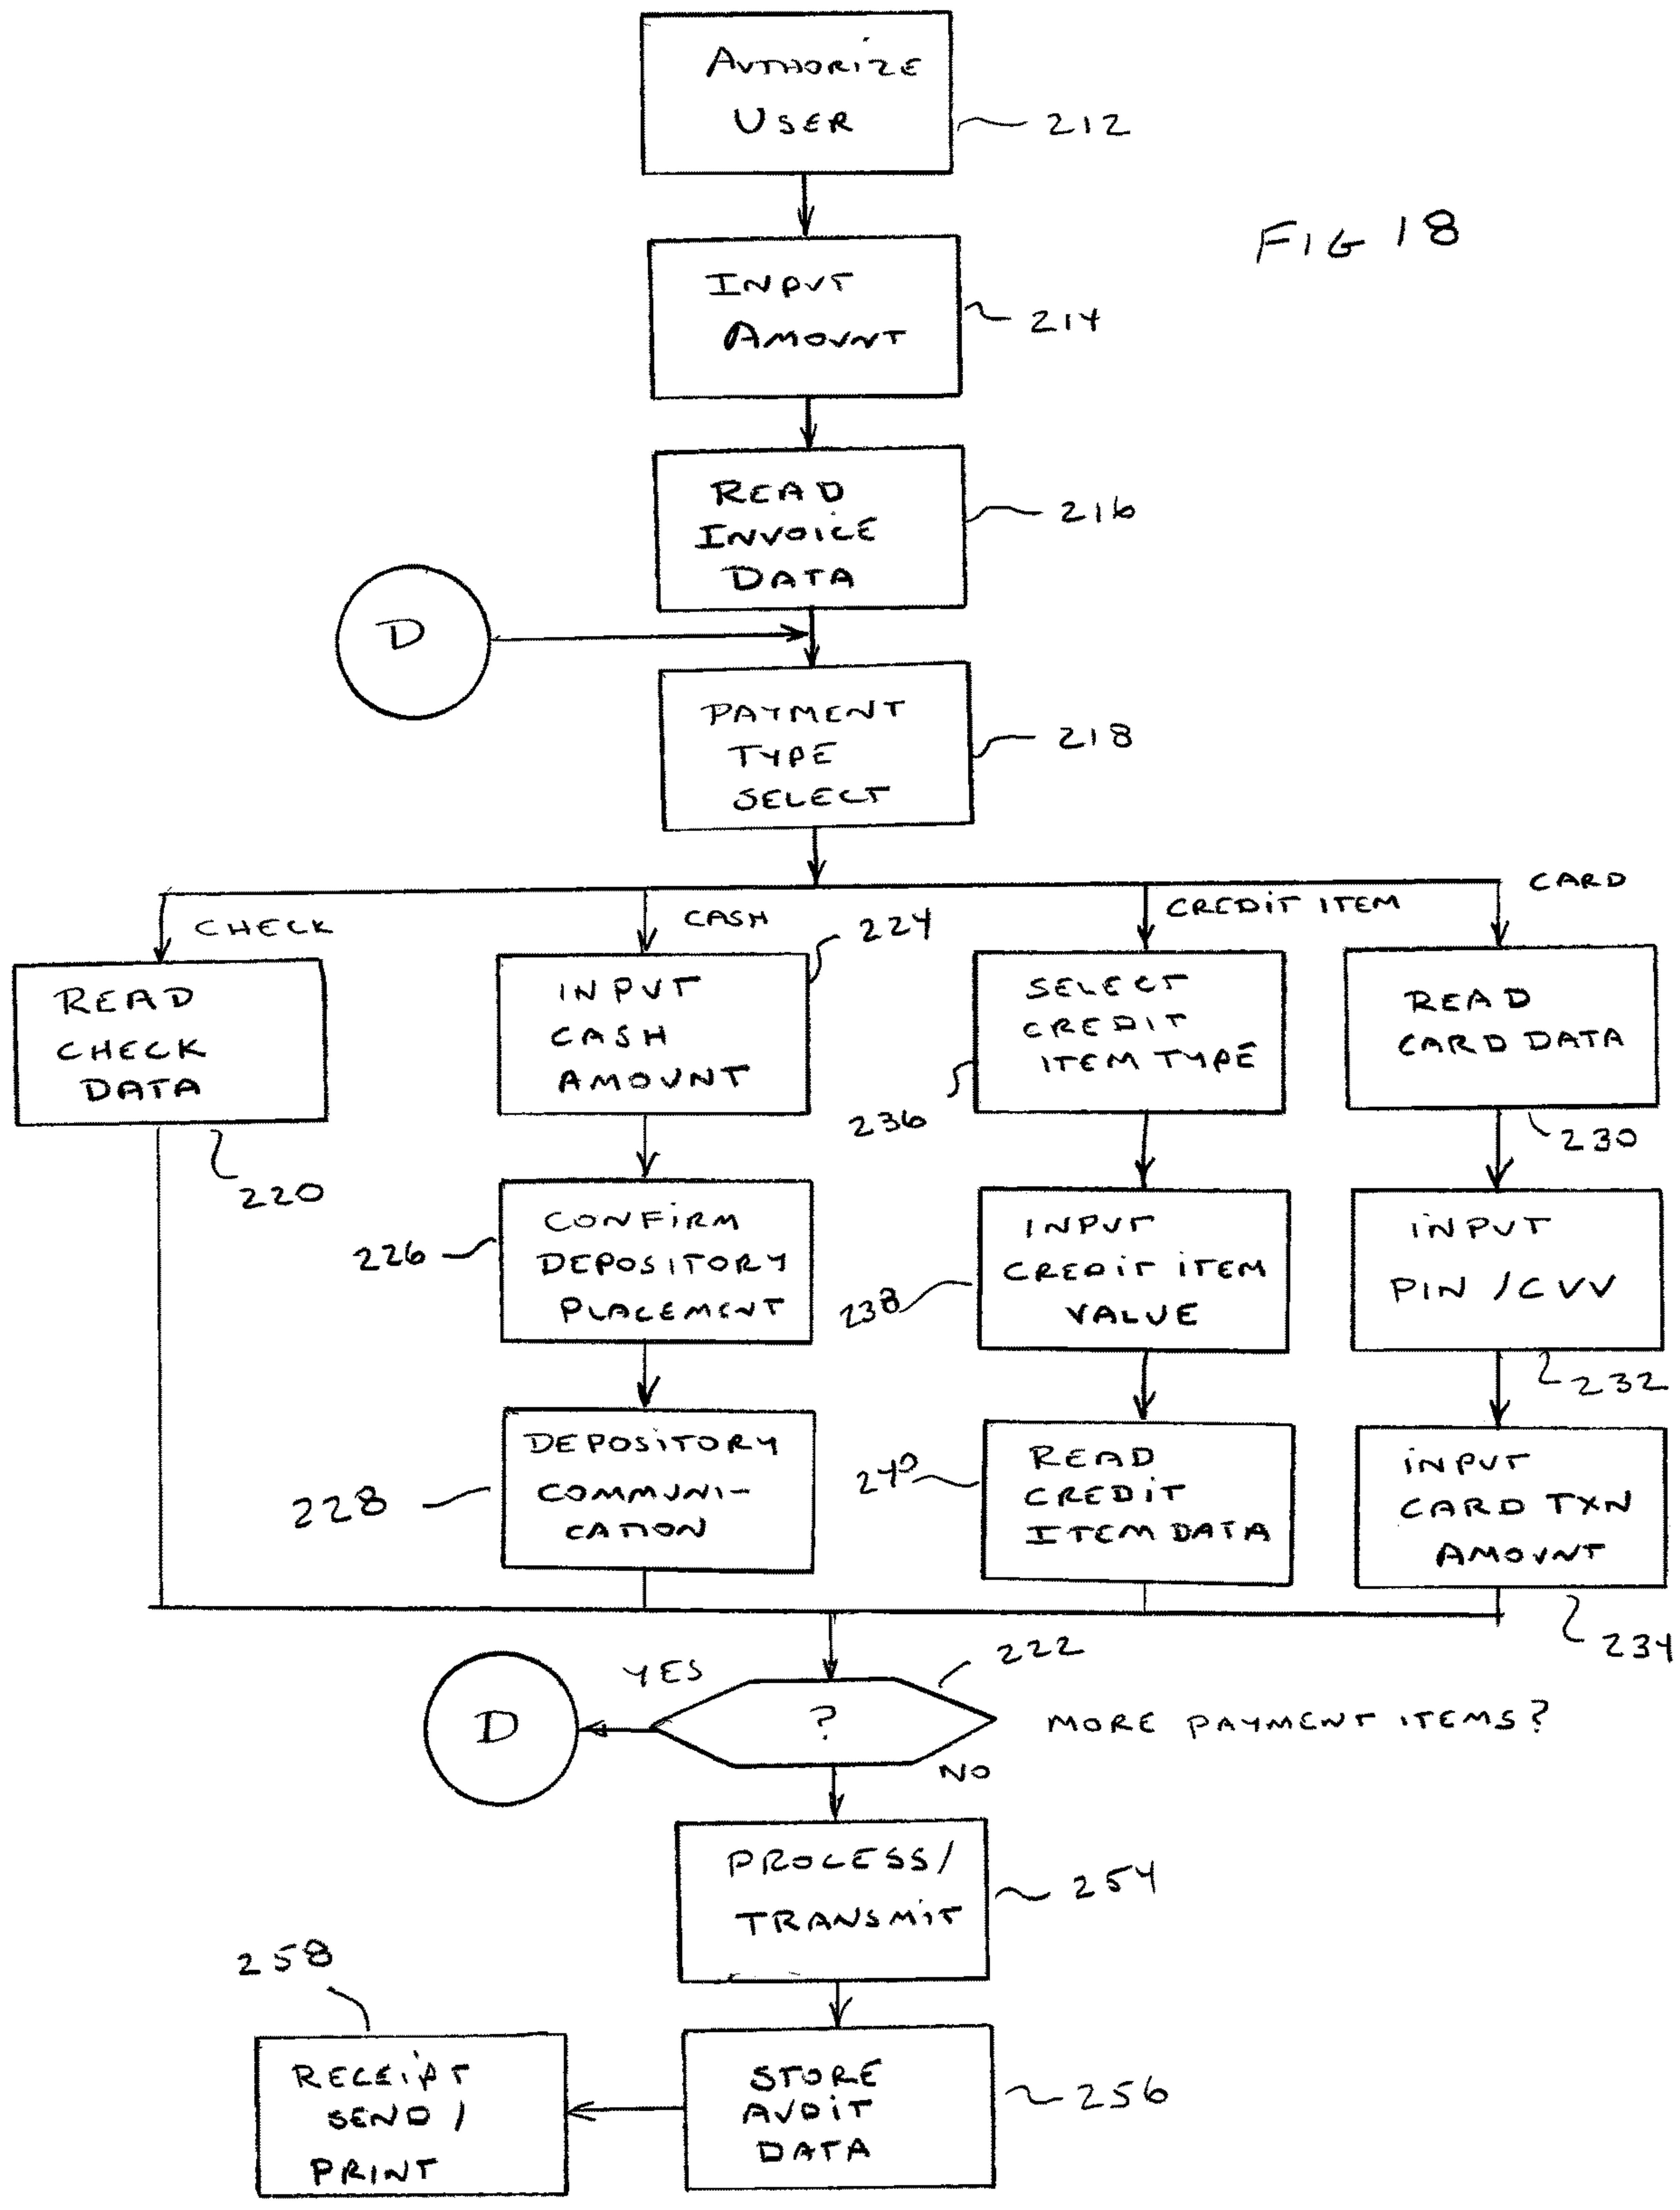 AUTHORIZE
USER
212
FIG 18
INPUT
AMOUNT
214
READ
INVOICE
DATA
216
D
PAYMENT
TYPE
SELECT
218
CHECK
CASH
CREDIT ITEM
CARD
READ
CHECK
DATA
220
INPUT
CASH
AMOUNT
224
SELECT
CREDIT
ITEM TYPE
236
READ
CARD DATA
230
CONFIRM
DEPOSITORY
PLACEMENT
226
INPUT
CREDIT ITEM
VALUE
238
INPUT
PIN / CVV
232
DEPOSITORY
COMMUNI-
CATION
228
READ
CREDIT
ITEM DATA
240
INPUT
CARD TXN
AMOUNT
234
YES
D
?
222
MORE PAYMENT ITEMS?
NO
PROCESS/
TRANSMIT
254
STORE
AUDIT
DATA
256
258
RECEIPT
SEND /
PRINT